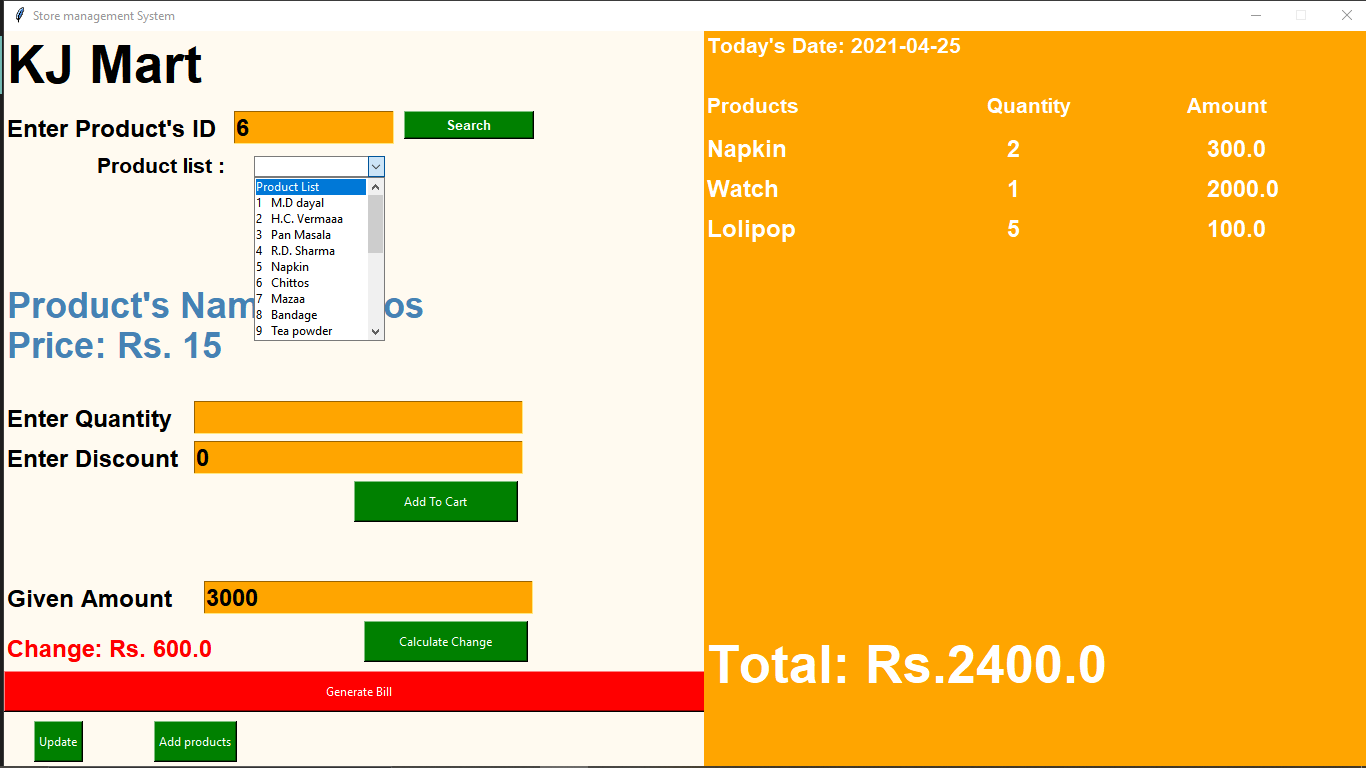 Store management System
KJ Mart
Enter Product's ID 6 Search
Product list :
Product List
1 M.D dayal
2 H.C. Vermaaa
3 Pan Masala
4 R.D. Sharma
5 Napkin
6 Chittos
7 Mazaa
8 Bandage
9 Tea powder
Product's Nam os
Price: Rs. 15
Enter Quantity
Enter Discount 0
Add To Cart
Given Amount 3000
Change: Rs. 600.0 Calculate Change
Generate Bill
Update Add products
Today's Date: 2021-04-25
Products Quantity Amount
Napkin 2 300.0
Watch 1 2000.0
Lolipop 5 100.0
Total: Rs.2400.0